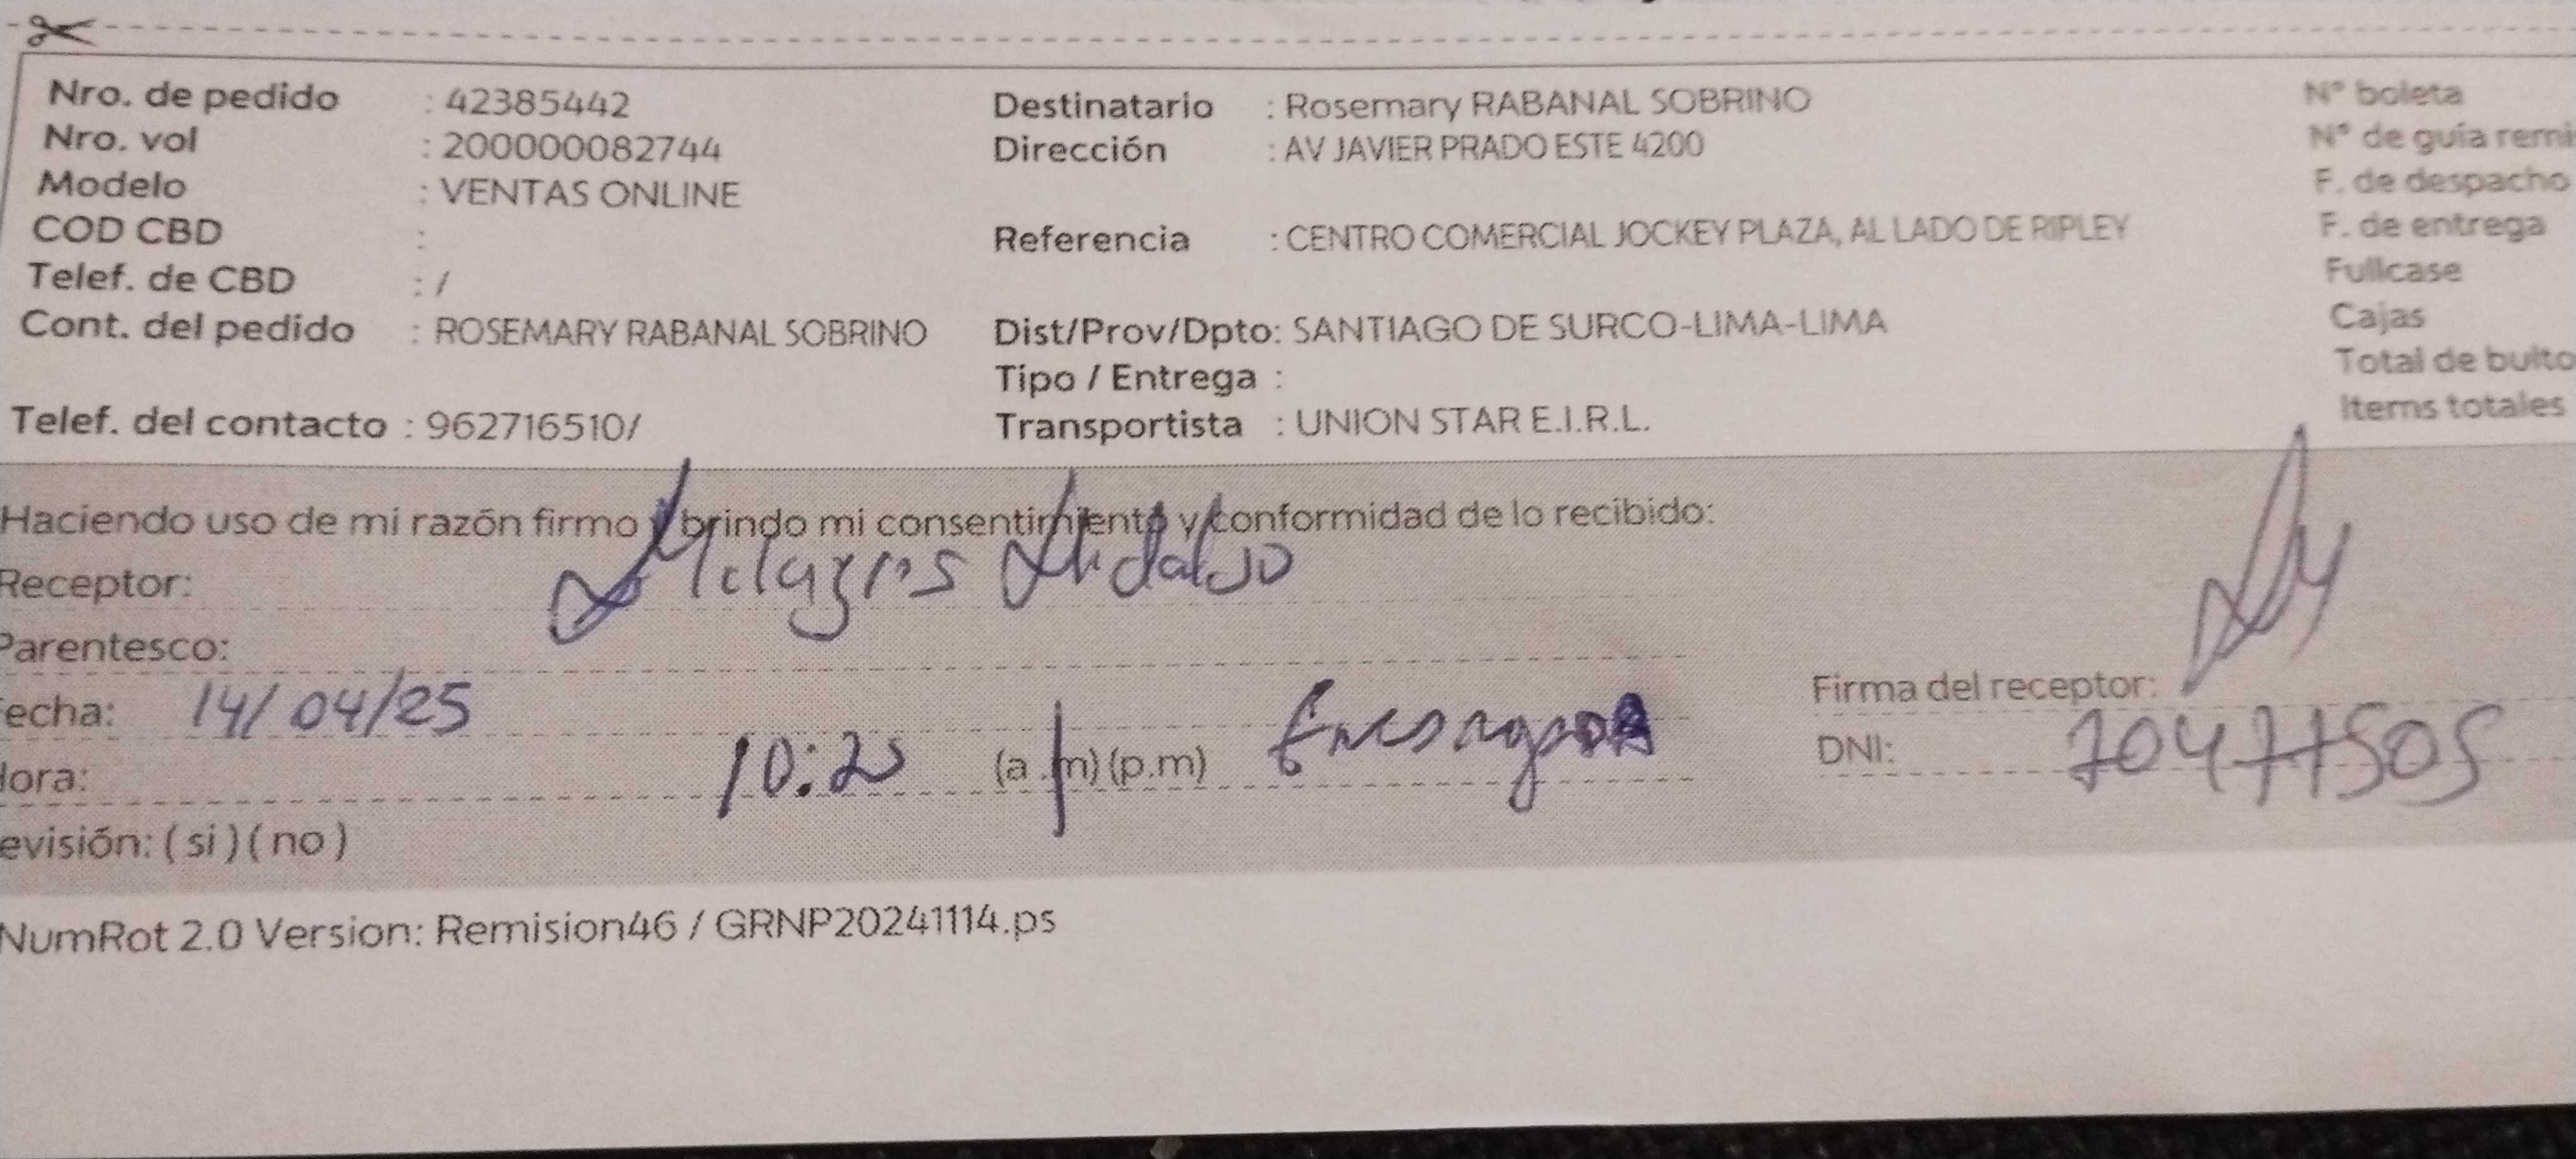 Nro. de pedido : 42385442
Nro. vol : 200000082744
Modelo : VENTAS ONLINE
COD CBD :
Telef. de CBD : /
Cont. del pedido : ROSEMARY RABANAL SOBRINO
Telef. del contacto : 962716510/
Destinatario : Rosemary RABANAL SOBRINO
Dirección : AV JAVIER PRADO ESTE 4200
Referencia : CENTRO COMERCIAL JOCKEY PLAZA, AL LADO DE RIPLEY
Dist/Prov/Dpto: SANTIAGO DE SURCO-LIMA-LIMA
Tipo / Entrega :
Transportista : UNION STAR E.I.R.L.
N° boleta
N° de guía remi
F. de despacho
F. de entrega
Fullcase
Cajas
Total de bulto
Items totales
Haciendo uso de mi razón firmo y brindo mi consentimiento y conformidad de lo recibido:
Receptor: Milagros Hidalgo
Parentesco:
echa: 14/04/25
ora: 10:20 (a.m)(p.m)
evisión: ( si ) ( no )
Firma del receptor:
DNI: 70477505
NumRot 2.0 Version: Remision46 / GRNP20241114.ps